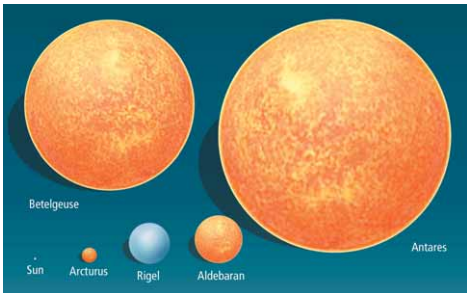 Betelgeuse
Antares
Sun
Arcturus
Rigel
Aldebaran